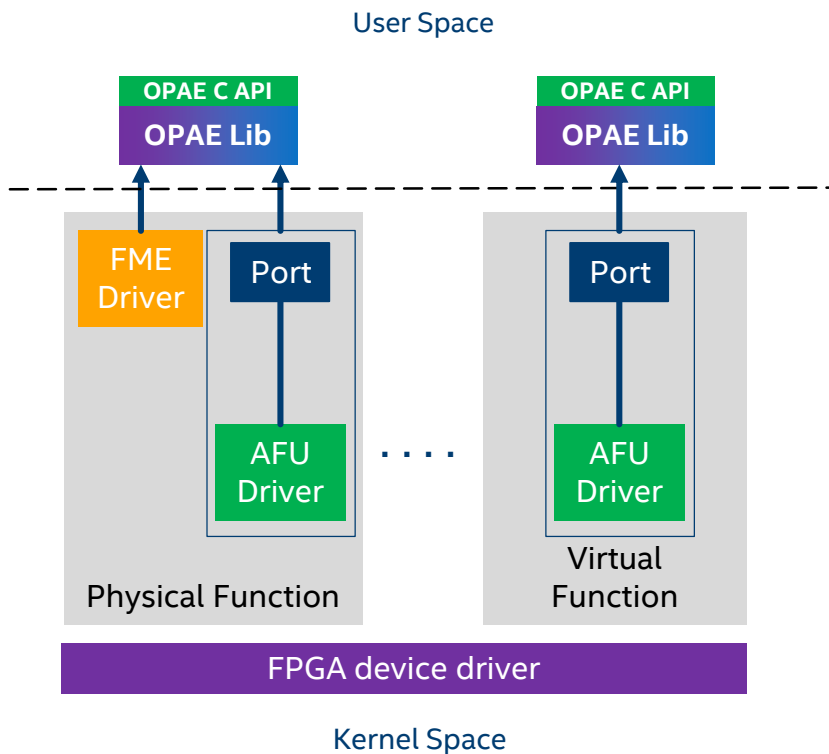 User Space
OPAE C API
OPAE Lib
OPAE C API
OPAE Lib
FME
Driver
Port
Port
AFU
Driver
. . . .
AFU
Driver
Physical Function
Virtual
Function
FPGA device driver
Kernel Space